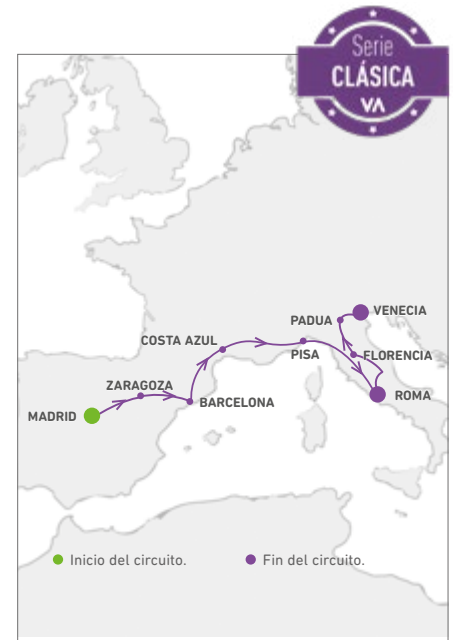 Serie
CLÁSICA
VA
VENECIA
PADUA
COSTA AZUL
PISA
FLORENCIA
ZARAGOZA
BARCELONA
ROMA
MADRID
Inicio del circuito.
Fin del circuito.